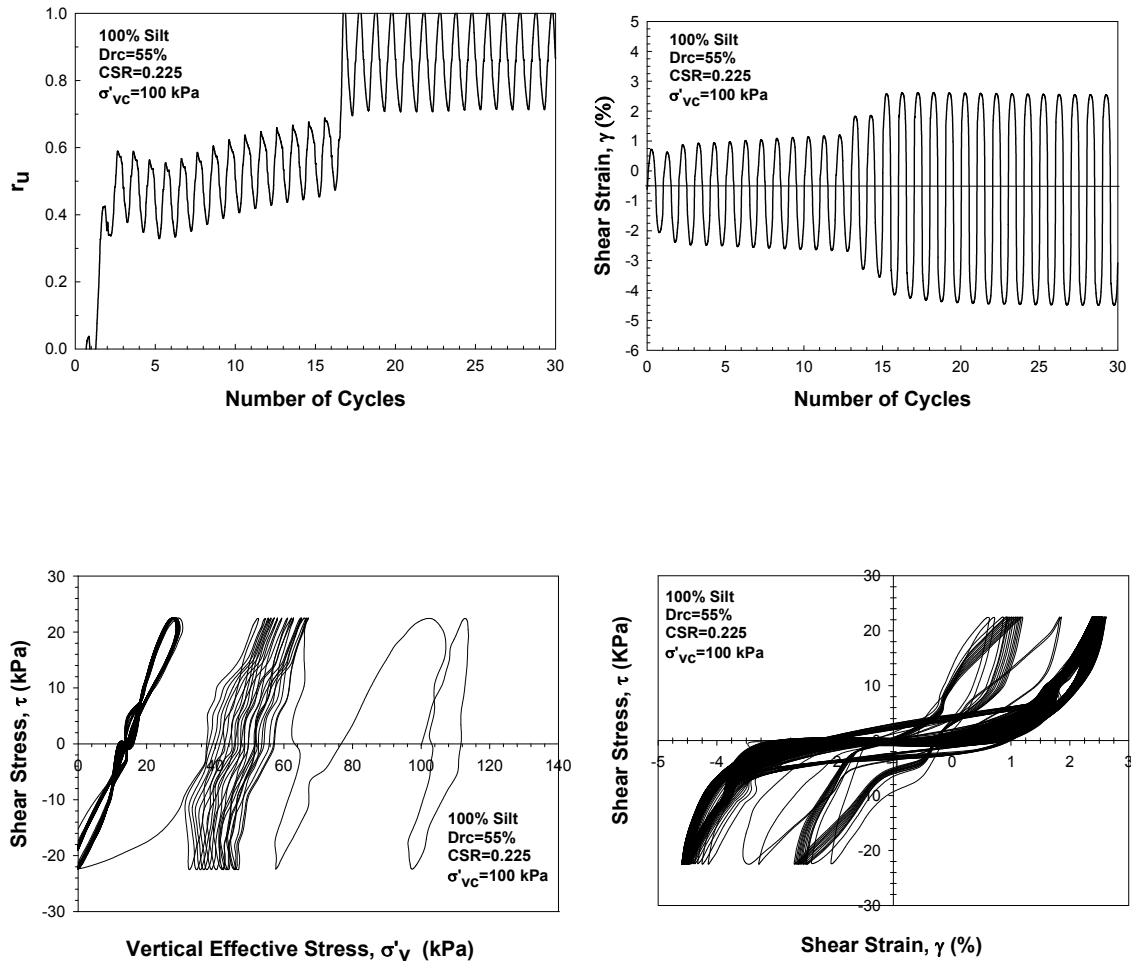 1.0
0.8
0.6
0.4
0.2
0.0
r_u
100% Silt
Drc=55%
CSR=0.225
σ'vc=100 kPa
0 5 10 15 20 25 30
Number of Cycles
5
4
3
2
1
0
-1
-2
-3
-4
-5
-6
Shear Strain, γ (%)
100% Silt
Drc=55%
CSR=0.225
σ'vc=100 kPa
0 5 10 15 20 25 30
Number of Cycles
30
20
10
0
-10
-20
-30
Shear Stress, τ (kPa)
0 20 40 60 80 100 120 140
100% Silt
Drc=55%
CSR=0.225
σ'vc=100 kPa
Vertical Effective Stress, σ'v (kPa)
30
20
10
-10
-20
-30
Shear Stress, τ (KPa)
100% Silt
Drc=55%
CSR=0.225
σ'vc=100 kPa
-5 -3 0 1 2 3
Shear Strain, γ (%)